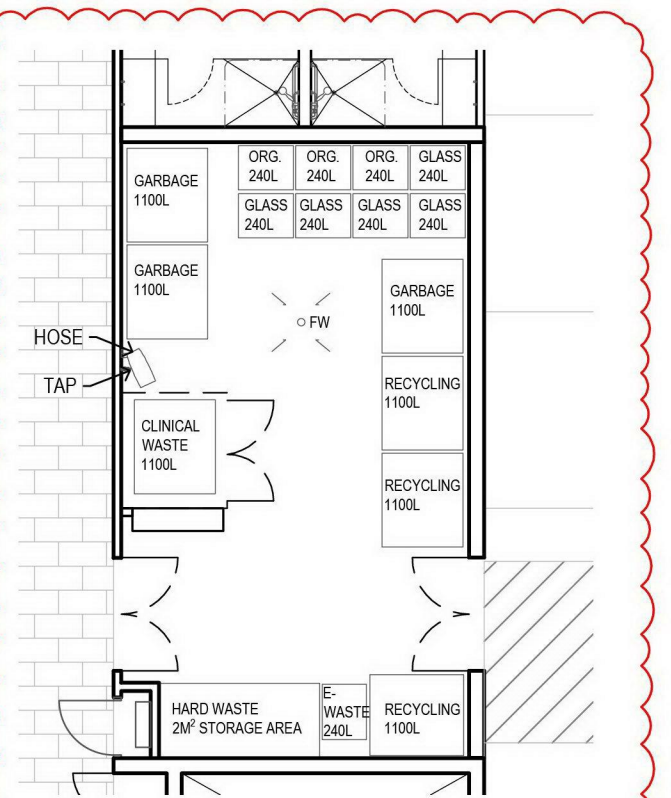 GARBAGE
1100L
ORG.
240L
ORG.
240L
ORG.
240L
GLASS
240L
GLASS
240L
GLASS
240L
GLASS
240L
GLASS
240L
GARBAGE
1100L
GARBAGE
1100L
FW
HOSE
TAP
RECYCLING
1100L
CLINICAL
WASTE
1100L
RECYCLING
1100L
HARD WASTE
2M² STORAGE AREA
E-
WASTE
240L
RECYCLING
1100L